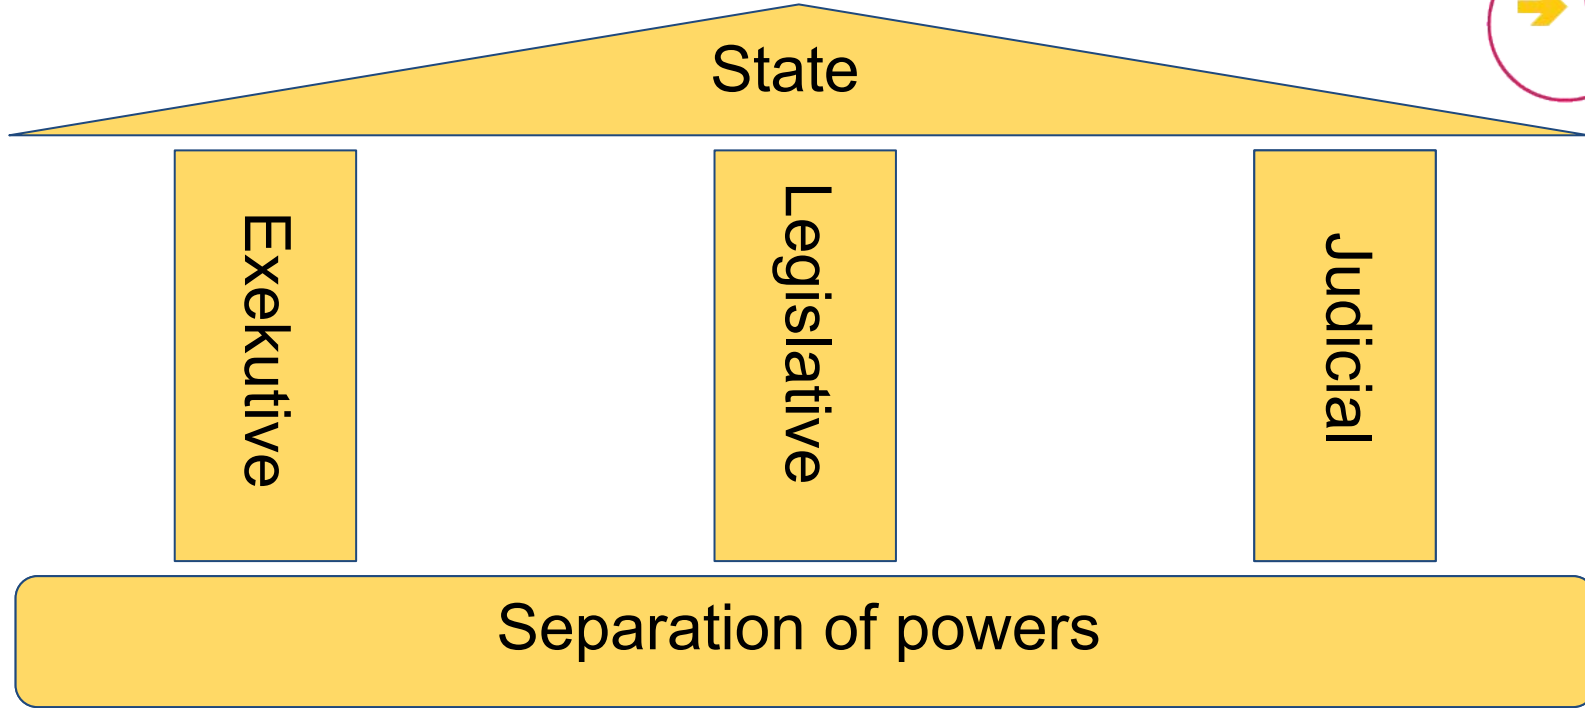 State
Exekutive
Legislative
Judicial
Separation of powers